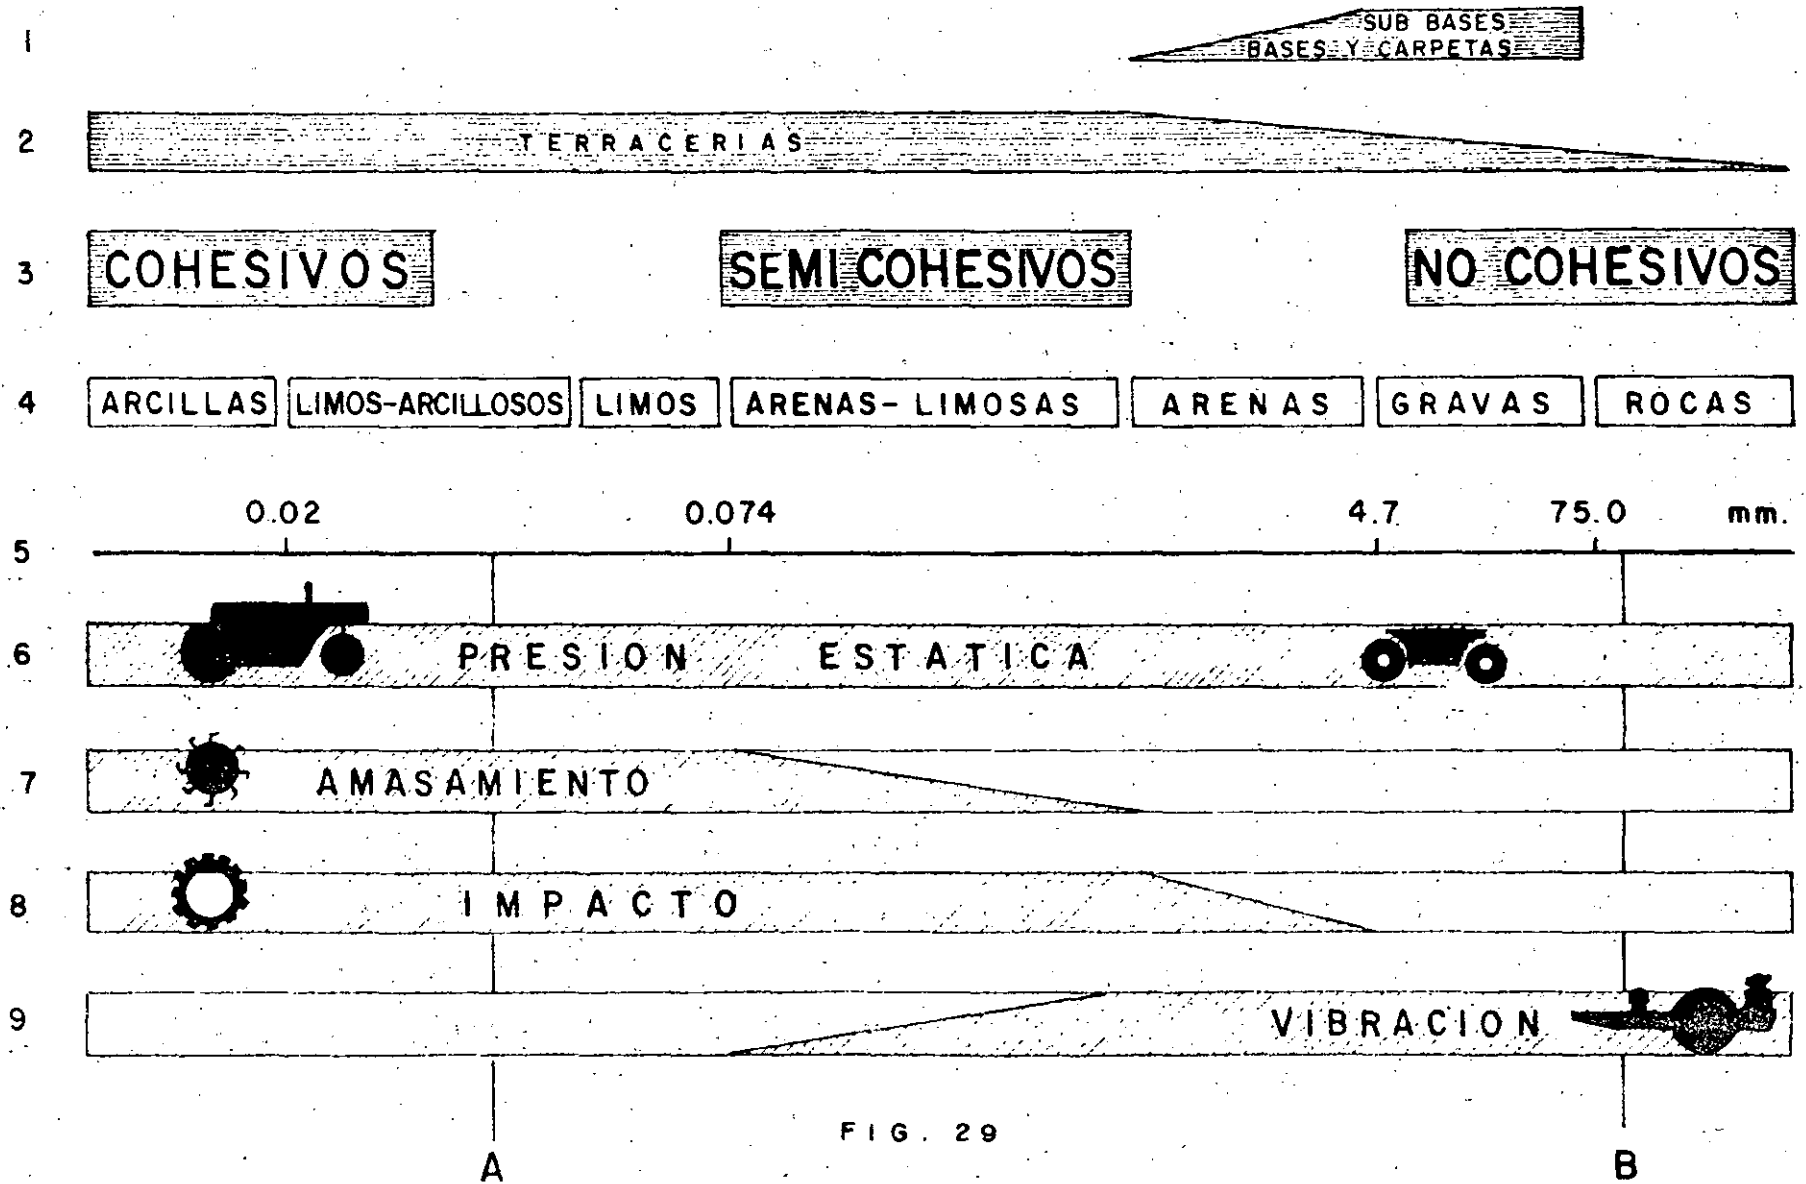 1
SUB BASES
BASES Y CARPETAS
2 TERRACERIAS
3 COHESIVOS SEMI COHESIVOS NO COHESIVOS
4 ARCILLAS LIMOS-ARCILLOSOS LIMOS ARENAS-LIMOSAS ARENAS GRAVAS ROCAS
0.02 0.074 4.7 75.0 mm.
5
6 PRESION ESTATICA
7 AMASAMIENTO
8 IMPACTO
9 VIBRACION
FIG. 29
A B